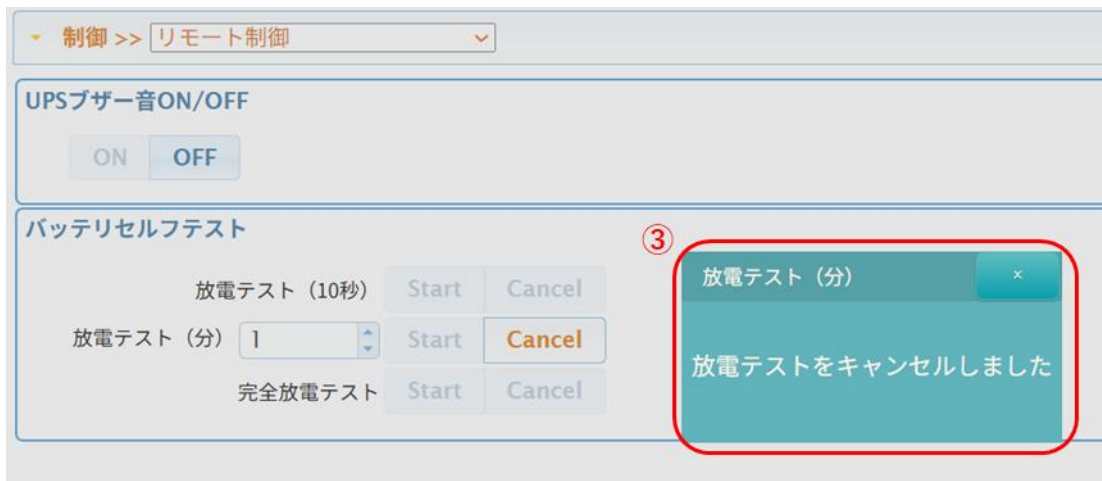 制御 >> リモート制御
UPSブザー音ON/OFF
ON OFF
バッテリセルフテスト
③
放電テスト（10秒） Start Cancel
放電テスト（分） 1 Start Cancel
完全放電テスト Start Cancel
放電テスト（分） ×
放電テストをキャンセルしました